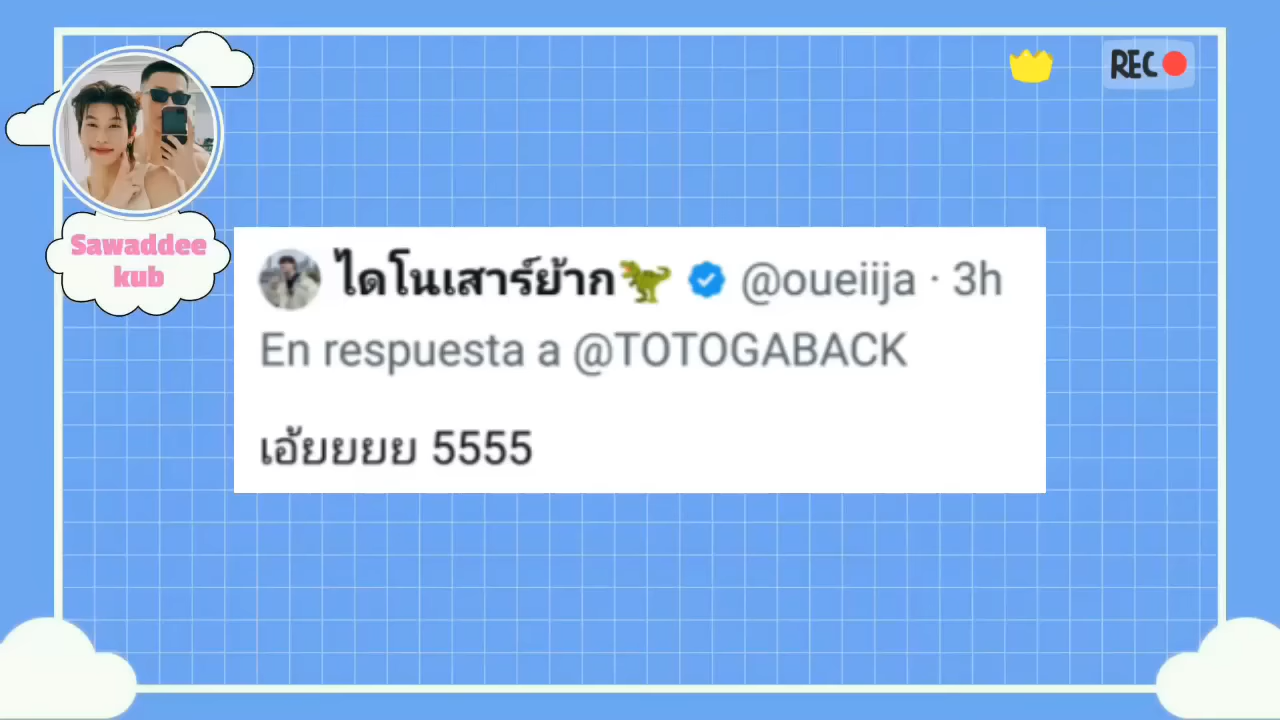 REC
Sawaddee
kub
ไดโนเสาร์ย้าก🦖 @oueiija · 3h
En respuesta a @TOTOGABACK
เอ้ยยยย 5555